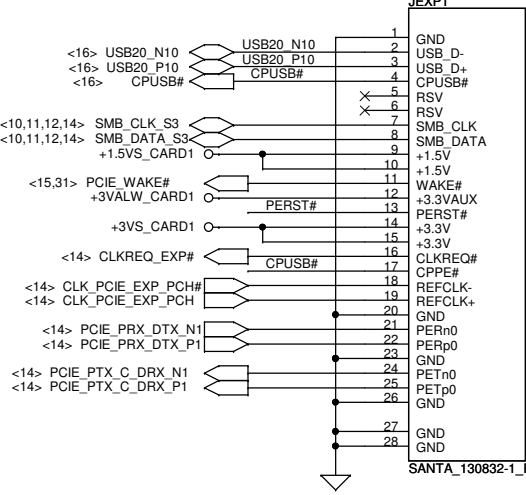 JEXP1
1 GND
<16> USB20_N10 USB20_N10 2 USB_D-
<16> USB20_P10 USB20_P10 3 USB_D+
<16> CPUSB# CPUSB# 4 CPUSB#
5 RSV
6 RSV
<10,11,12,14> SMB_CLK_S3 7 SMB_CLK
<10,11,12,14> SMB_DATA_S3 8 SMB_DATA
+1.5VS_CARD1 9 +1.5V
10 +1.5V
<15,31> PCIE_WAKE# 11 WAKE#
+3VALW_CARD1 12 +3.3VAUX
PERST# 13 PERST#
+3VS_CARD1 14 +3.3V
15 +3.3V
<14> CLKREQ_EXP# 16 CLKREQ#
CPUSB# 17 CPPE#
<14> CLK_PCIE_EXP_PCH# 18 REFCLK-
<14> CLK_PCIE_EXP_PCH 19 REFCLK+
20 GND
<14> PCIE_PRX_DTX_N1 21 PERn0
<14> PCIE_PRX_DTX_P1 22 PERp0
23 GND
<14> PCIE_PTX_C_DRX_N1 24 PETn0
<14> PCIE_PTX_C_DRX_P1 25 PETp0
26 GND
27 GND
28 GND
SANTA_130832-1_